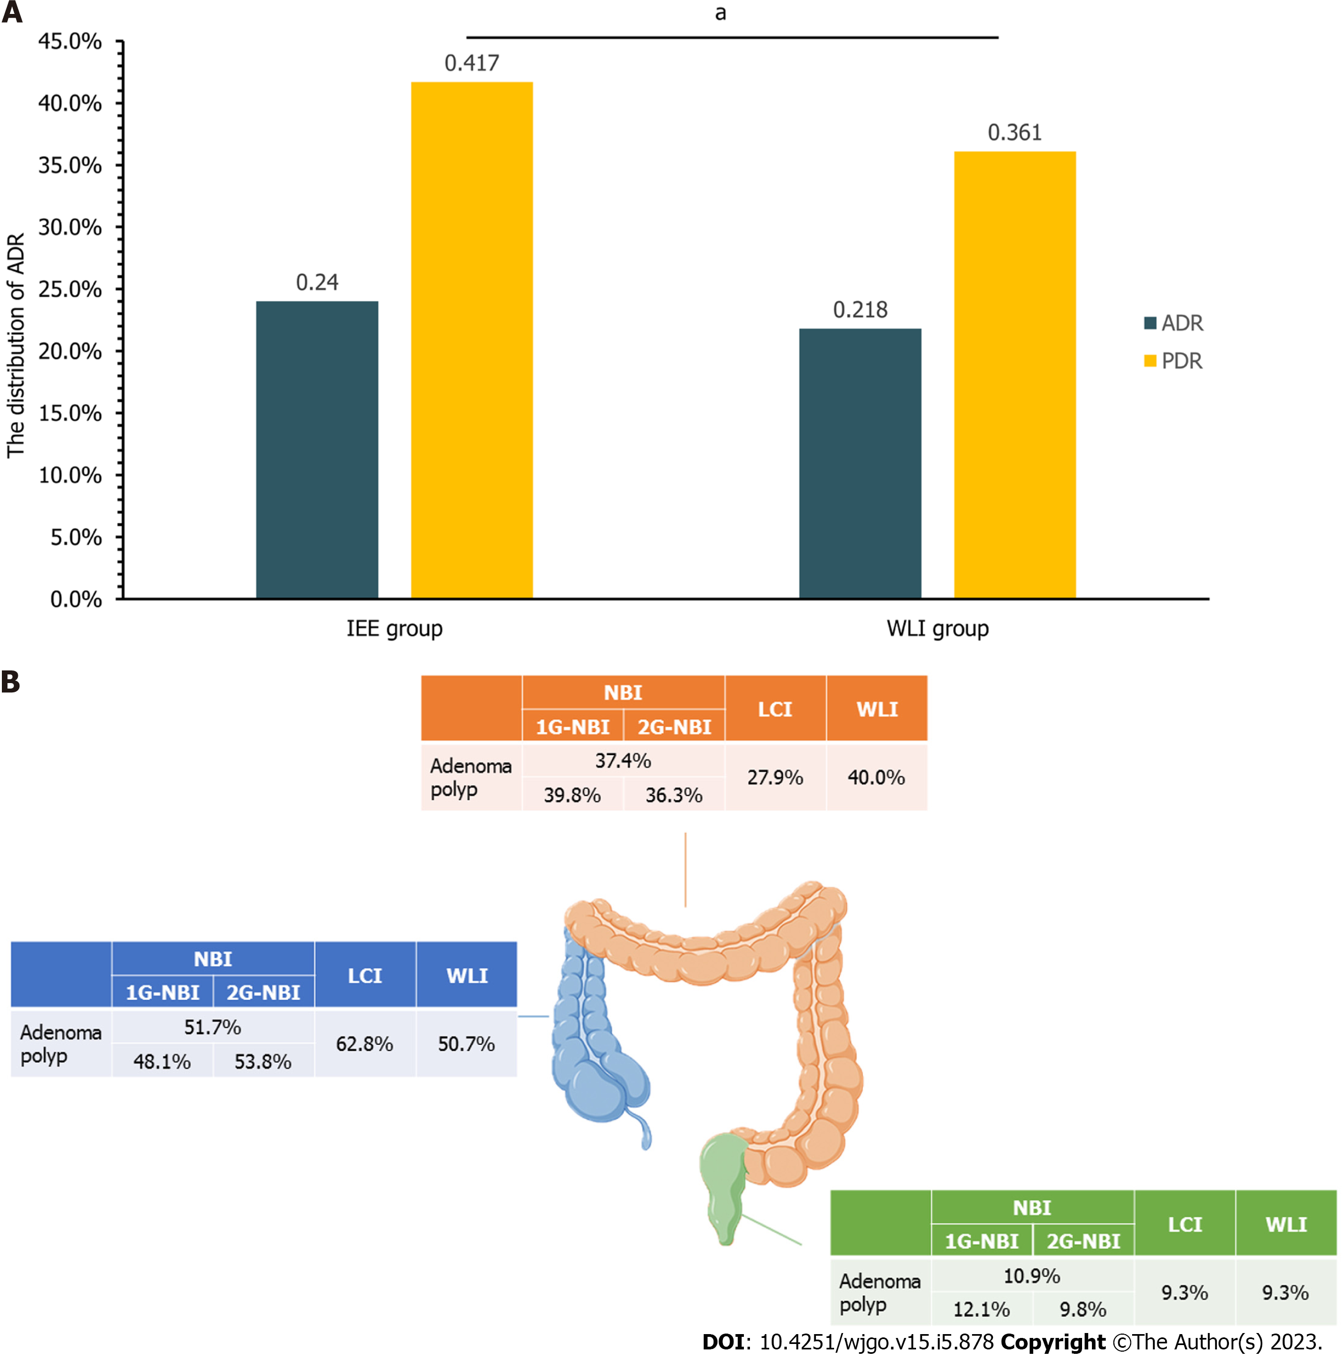 A
a
45.0%
40.0%
35.0%
30.0%
25.0%
20.0%
15.0%
10.0%
5.0%
0.0%
The distribution of ADR
0.24
0.417
0.218
0.361
IEE group
WLI group
ADR
PDR
B
NBI
LCI
WLI
1G-NBI
2G-NBI
Adenoma
polyp
37.4%
39.8%
36.3%
27.9%
40.0%
NBI
LCI
WLI
1G-NBI
2G-NBI
Adenoma
polyp
51.7%
48.1%
53.8%
62.8%
50.7%
NBI
LCI
WLI
1G-NBI
2G-NBI
Adenoma
polyp
10.9%
12.1%
9.8%
9.3%
9.3%
DOI: 10.4251/wjgo.v15.i5.878 Copyright ©The Author(s) 2023.